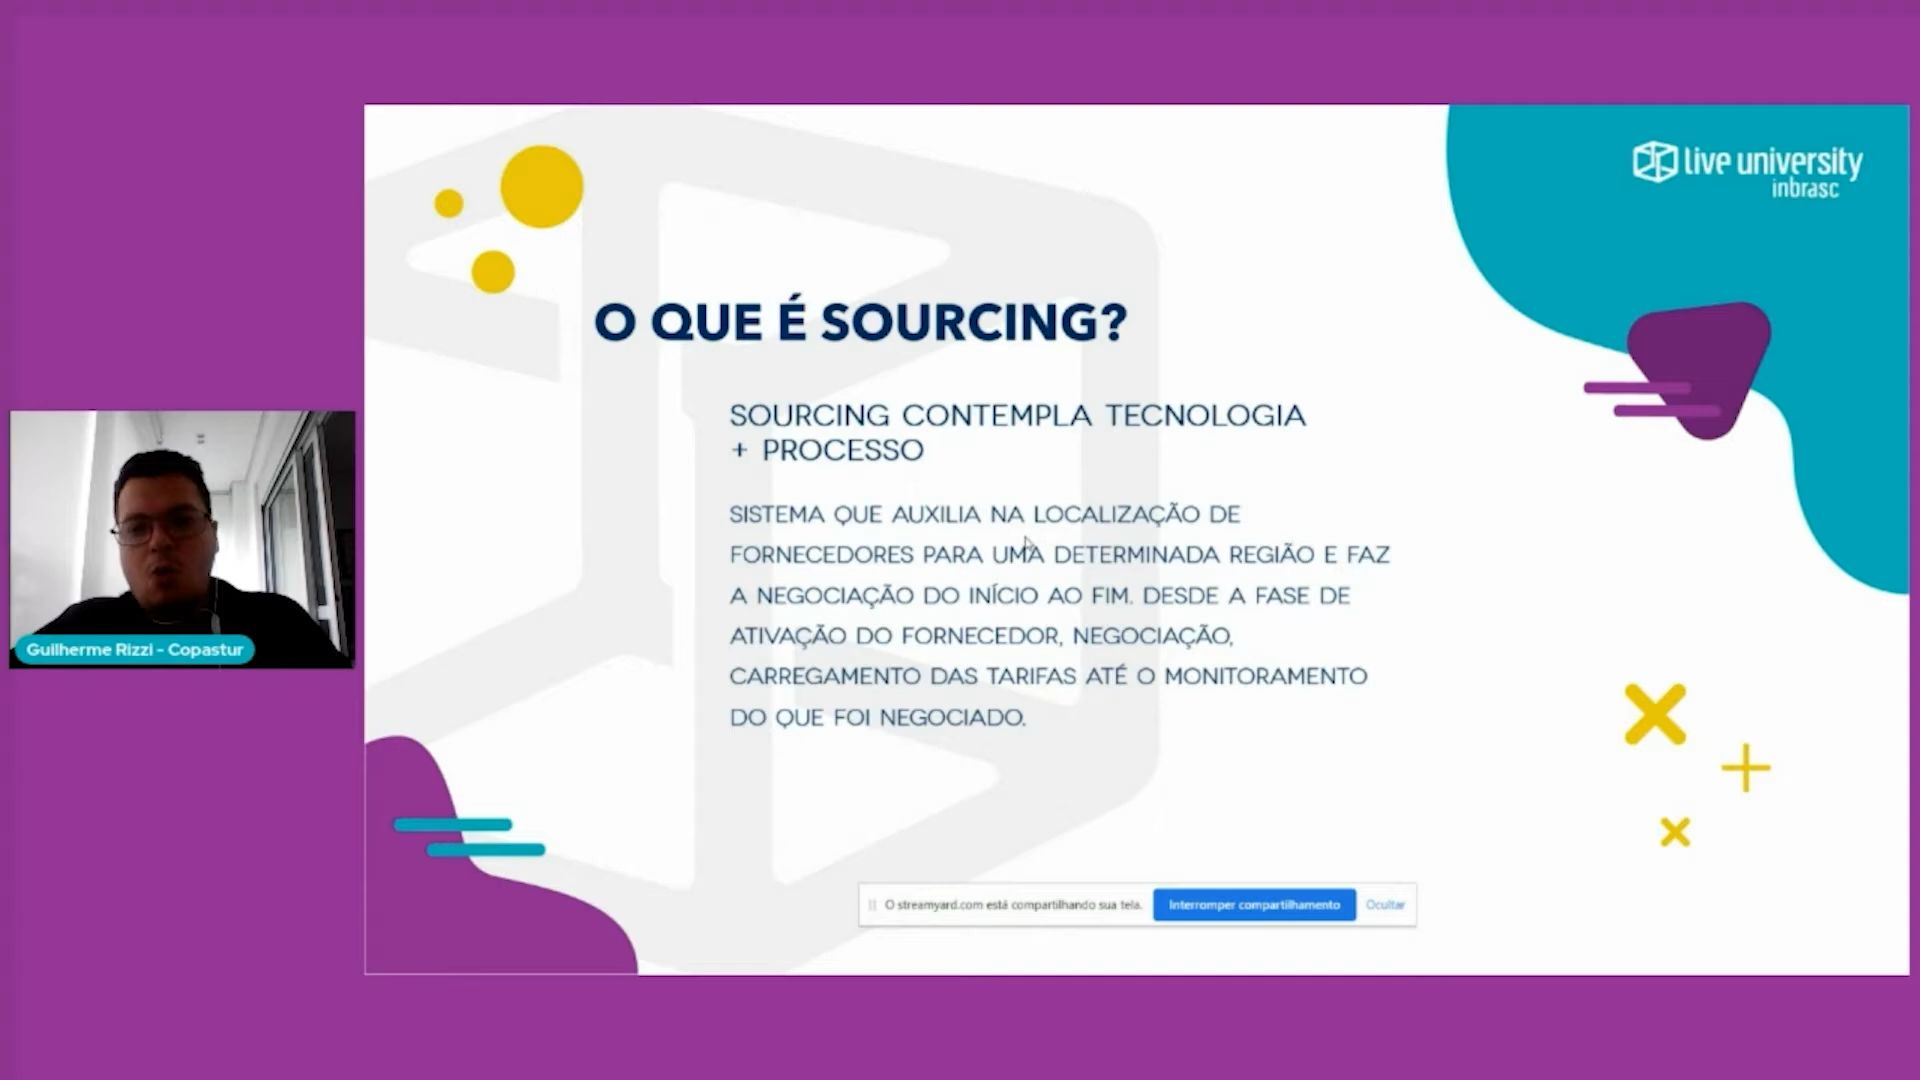 live university
inbrasc
O QUE É SOURCING?
SOURCING CONTEMPLA TECNOLOGIA
+ PROCESSO
SISTEMA QUE AUXILIA NA LOCALIZAÇÃO DE
FORNECEDORES PARA UMA DETERMINADA REGIÃO E FAZ
A NEGOCIAÇÃO DO INÍCIO AO FIM. DESDE A FASE DE
ATIVAÇÃO DO FORNECEDOR, NEGOCIAÇÃO,
CARREGAMENTO DAS TARIFAS ATÉ O MONITORAMENTO
DO QUE FOI NEGOCIADO.
Guilherme Rizzi - Copastur
O streamyard.com está compartilhando sua tela. Interromper compartilhamento Ocultar